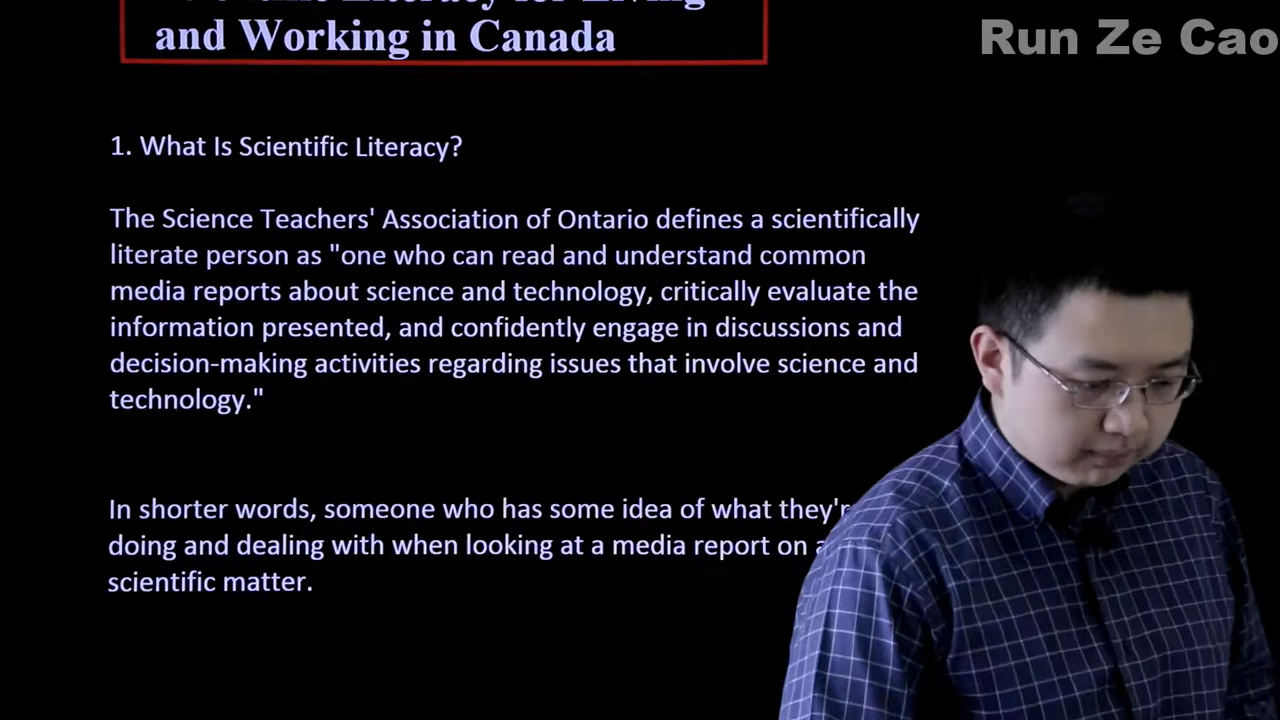 and Working in Canada
Run Ze Cao
1. What Is Scientific Literacy?
The Science Teachers' Association of Ontario defines a scientifically
literate person as "one who can read and understand common
media reports about science and technology, critically evaluate the
information presented, and confidently engage in discussions and
decision-making activities regarding issues that involve science and
technology."
In shorter words, someone who has some idea of what
doing and dealing with when looking at a media report on
scientific matter.